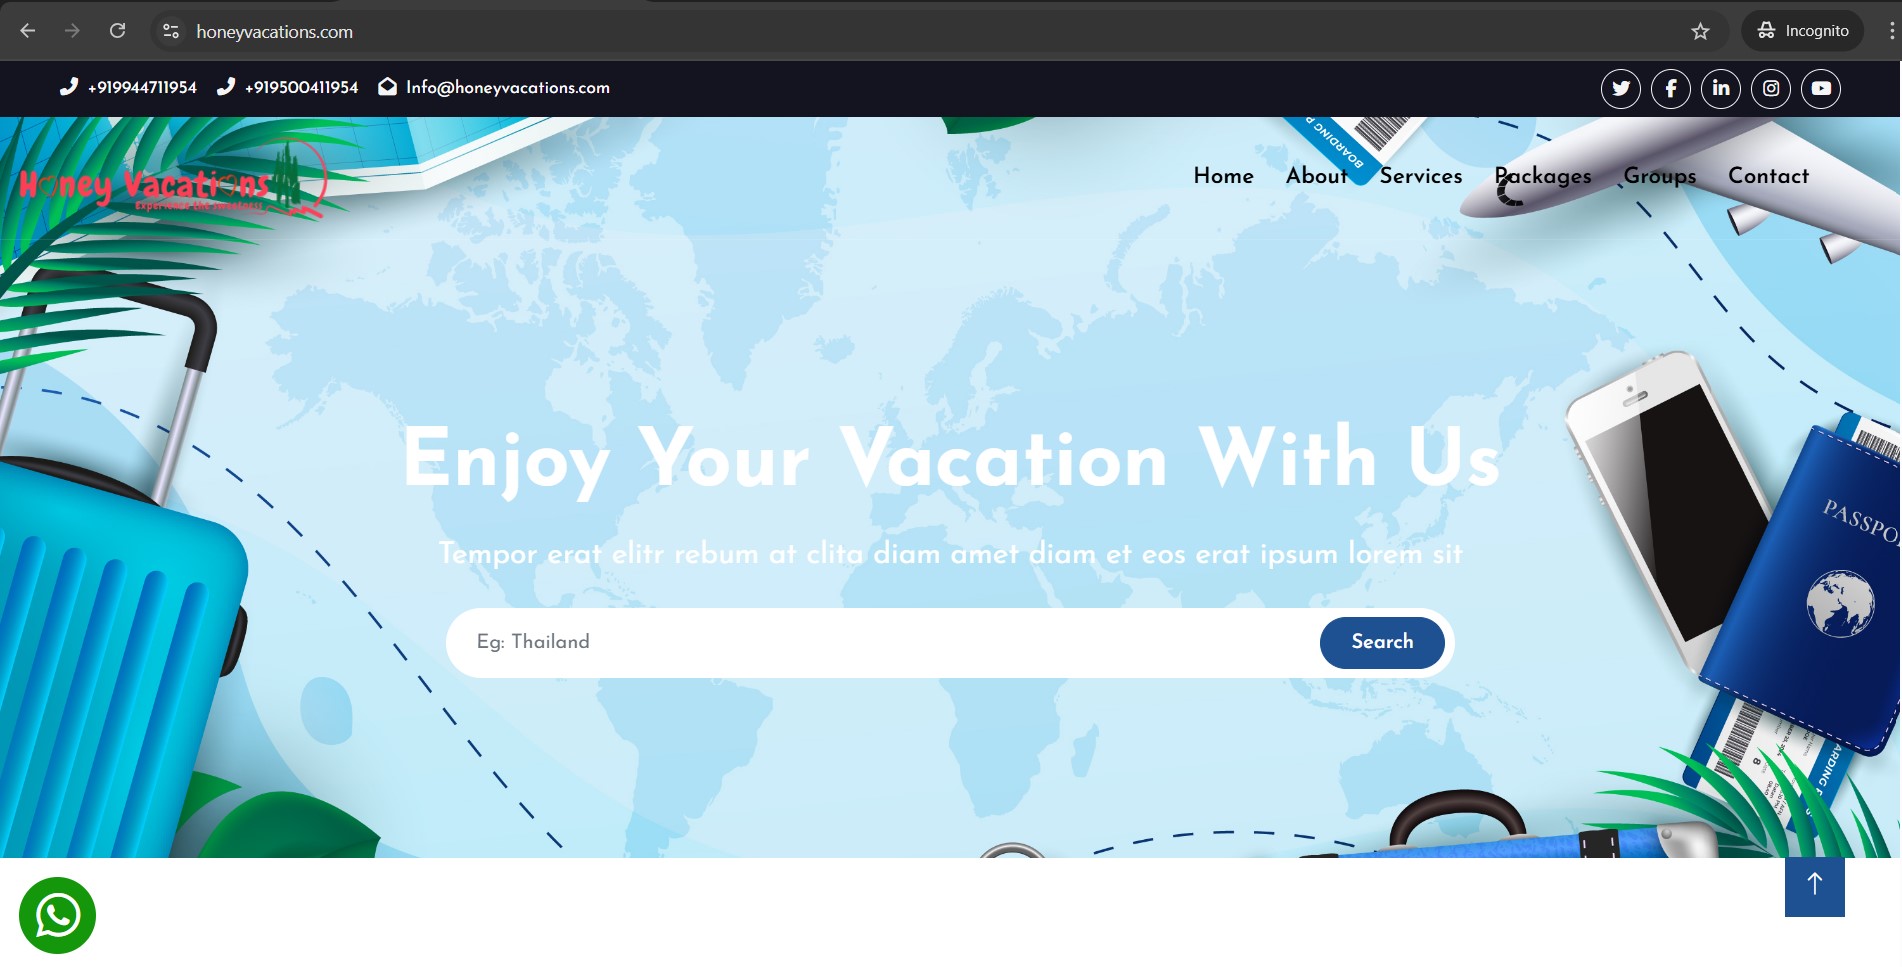 honeyvacations.com
Incognito
+919944711954 +919500411954 Info@honeyvacations.com
Honey Vacations
Experience the sweetness
BOARDING P
Home About Services Packages Groups Contact
Enjoy Your Vacation With Us
Tempor erat elitr rebum at clita diam amet diam et eos erat ipsum lorem sit
Eg: Thailand
Search
PASSPO